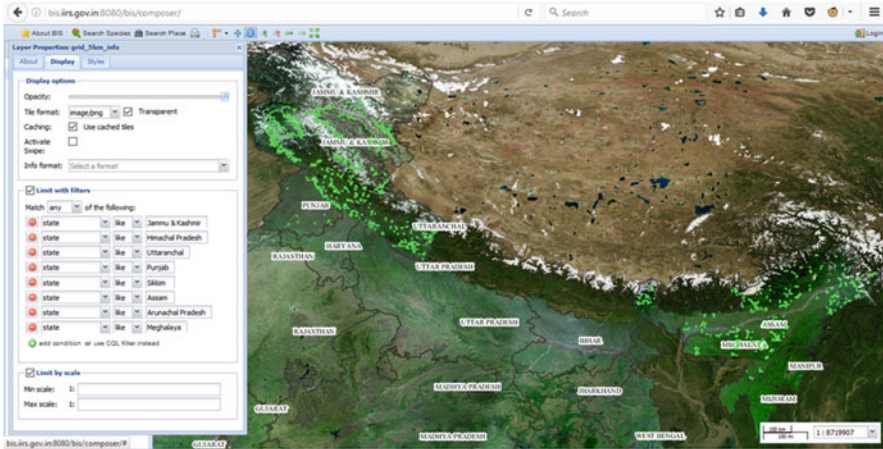 bis.iirs.gov.in:8080/bis/composer/
Search
About BIS Search Species Search Place
Login
Layer Properties: grid_5km_info
About Display Styles
Display options
Opacity:
Tile format: image/png Transparent
Caching: Use cached tiles
Activate Swipe:
Info format: Select a format
Limit with filters
Match any of the following:
state like Jammu & Kashmir
state like Himachal Pradesh
state like Uttaranchal
state like Punjab
state like Sikkim
state like Assam
state like Arunachal Pradesh
state like Meghalaya
add condition or use CQL filter instead
Limit by scale
Min scale: 1:
Max scale: 1:
bis.iirs.gov.in:8080/bis/composer/#
JAMMU & KASHMIR
JAMMU & KASHMIR
PUNJAB
UTTARANCHAL
HARYANA
RAJASTHAN
UTTAR PRADESH
RAJASTHAN
UTTAR PRADESH
BIHAR
ASSAM
MEGHALAYA
MANIPUR
MADHYA PRADESH
JHARKHAND
MIZORAM
GUJARAT
GUJARAT
MADHYA PRADESH
WEST BENGAL
100 km
100 mi
1 : 8719907